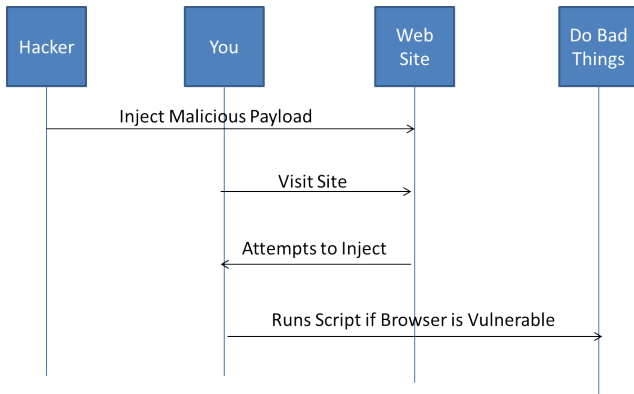 Hacker
You
Web
Site
Do Bad
Things
Inject Malicious Payload
Visit Site
Attempts to Inject
Runs Script if Browser is Vulnerable